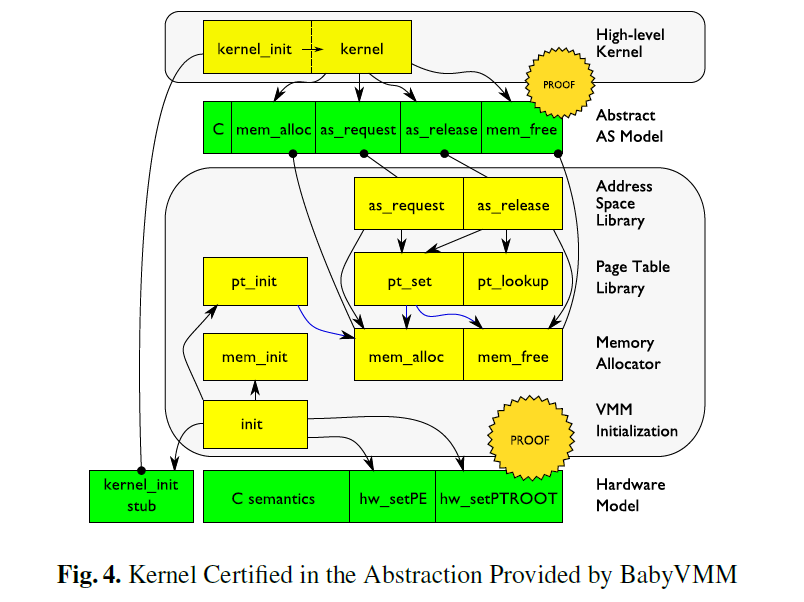 kernel_init
kernel
High-level
Kernel
PROOF
C
mem_alloc
as_request
as_release
mem_free
Abstract
AS Model
as_request
as_release
Address
Space
Library
pt_init
pt_set
pt_lookup
Page Table
Library
mem_init
mem_alloc
mem_free
Memory
Allocator
init
PROOF
VMM
Initialization
kernel_init
stub
C semantics
hw_setPE
hw_setPTROOT
Hardware
Model
Fig. 4. Kernel Certified in the Abstraction Provided by BabyVMM